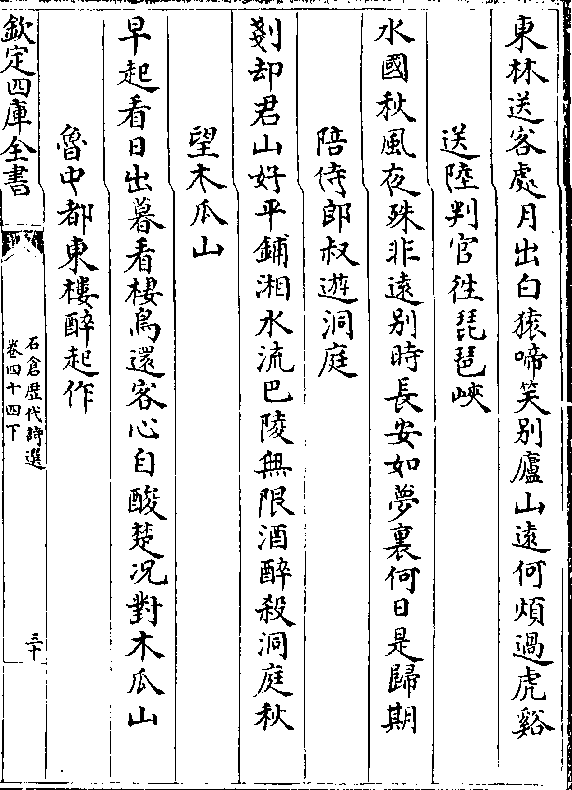 東林送客處月出白猿啼笑别廬山遠何煩過虎谿
送陸判官徃琵琶峽
水國秋風夜殊非遠别時長安如夢裏何日是歸期
陪侍郎叔遊洞庭
剗却君山好平鋪湘水流巴陵無限酒醉殺洞庭秋
望木瓜山
早起看日出暮看棲鳥還客心自酸楚况對木瓜山
魯中都東樓醉起作
欽定四庫全書
石倉歴代詩選
卷四十四下
三十